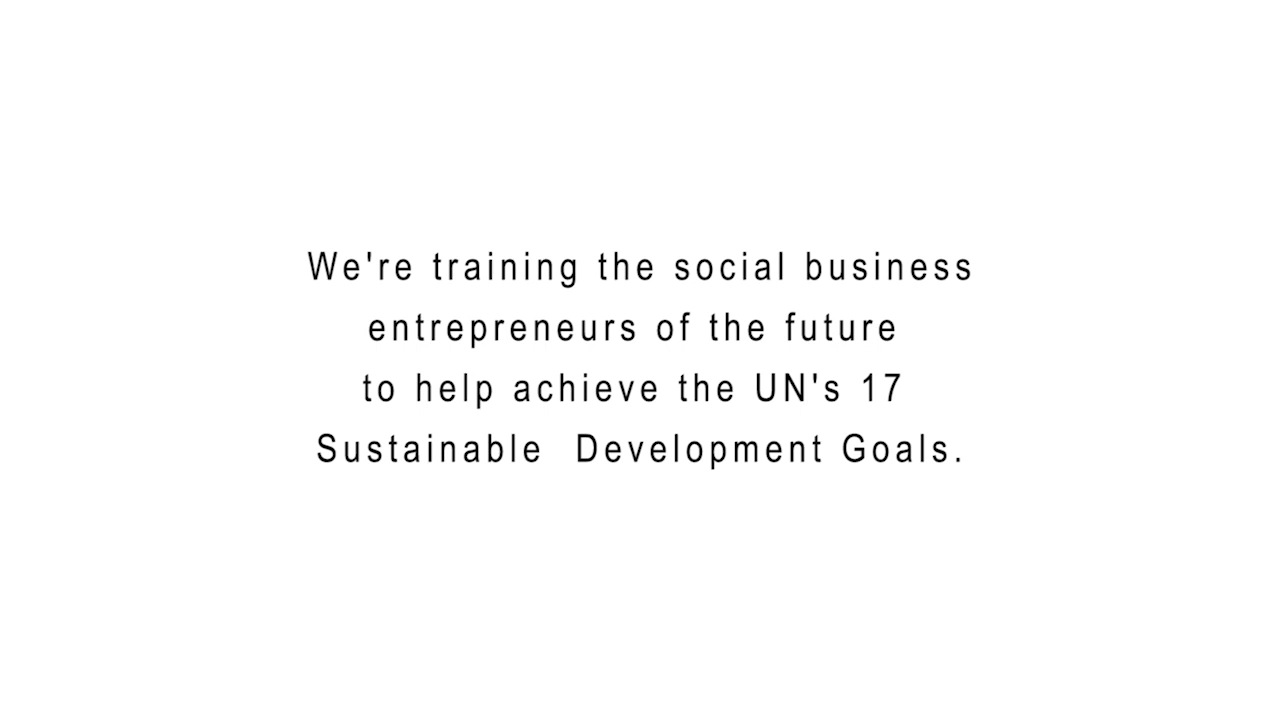 We're training the social business
entrepreneurs of the future
to help achieve the UN's 17
Sustainable  Development Goals.